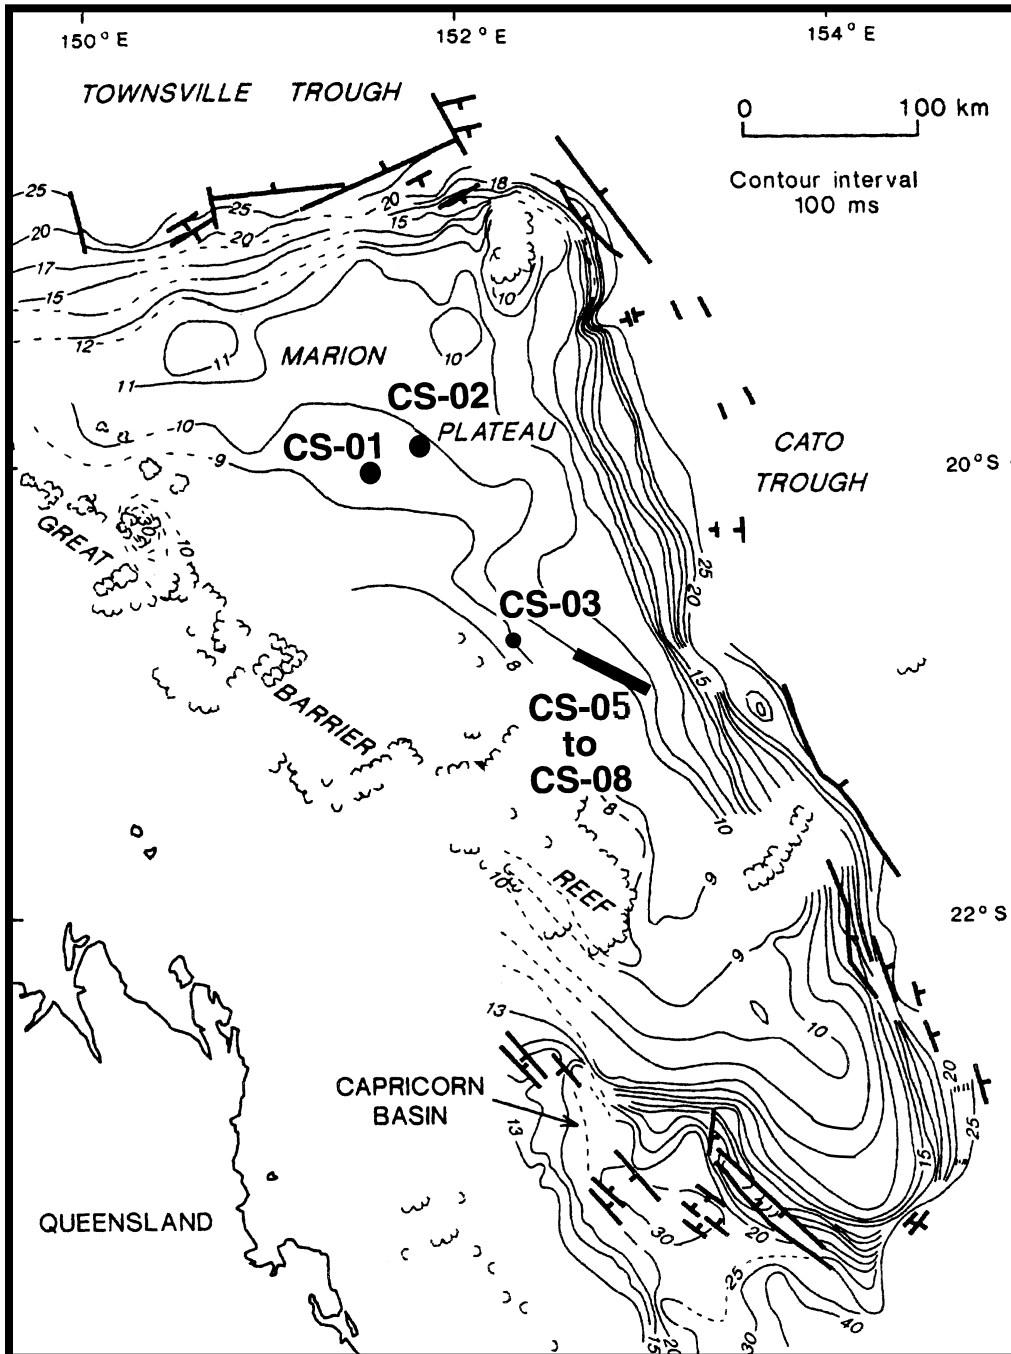 150° E
152° E
154° E
TOWNSVILLE TROUGH
0 100 km
Contour interval
100 ms
25
20
17
15
12
11
11
25
20
20
15
18
10
10
MARION
PLATEAU
CS-02
CS-01
10
9
CATO
TROUGH
20° S
GREAT
10
BARRIER
25
20
CS-03
8
15
CS-05
to
CS-08
8
10
9
REEF
10
22° S
9
10
13
CAPRICORN
BASIN
13
20
25
15
QUEENSLAND
30
20
25
40
30
15
20